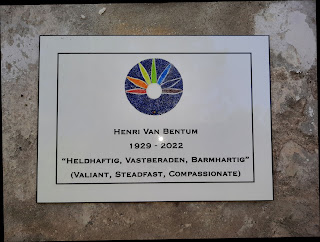 Henri Van Bentum
1929 - 2022
"Heldhaftig, Vastberaden, Barmhartig"
(Valiant, Steadfast, Compassionate)